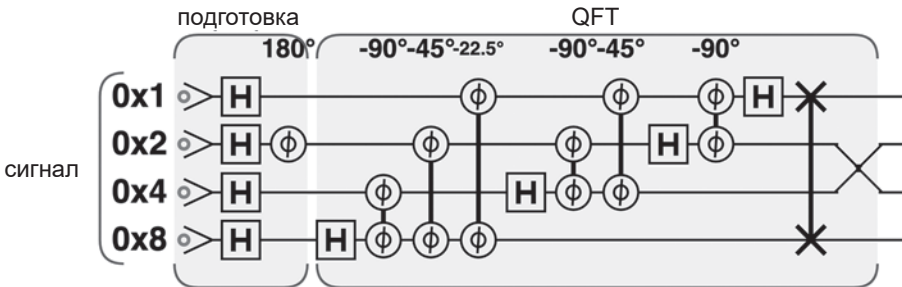 подготовка QFT
180° -90°-45°-22.5° -90°-45° -90°
0x1 H H
0x2 H ϕ H
0x4 H H
0x8 H H
сигнал
ϕ ϕ ϕ ϕ ϕ ϕ
ϕ ϕ ϕ ϕ ϕ ϕ